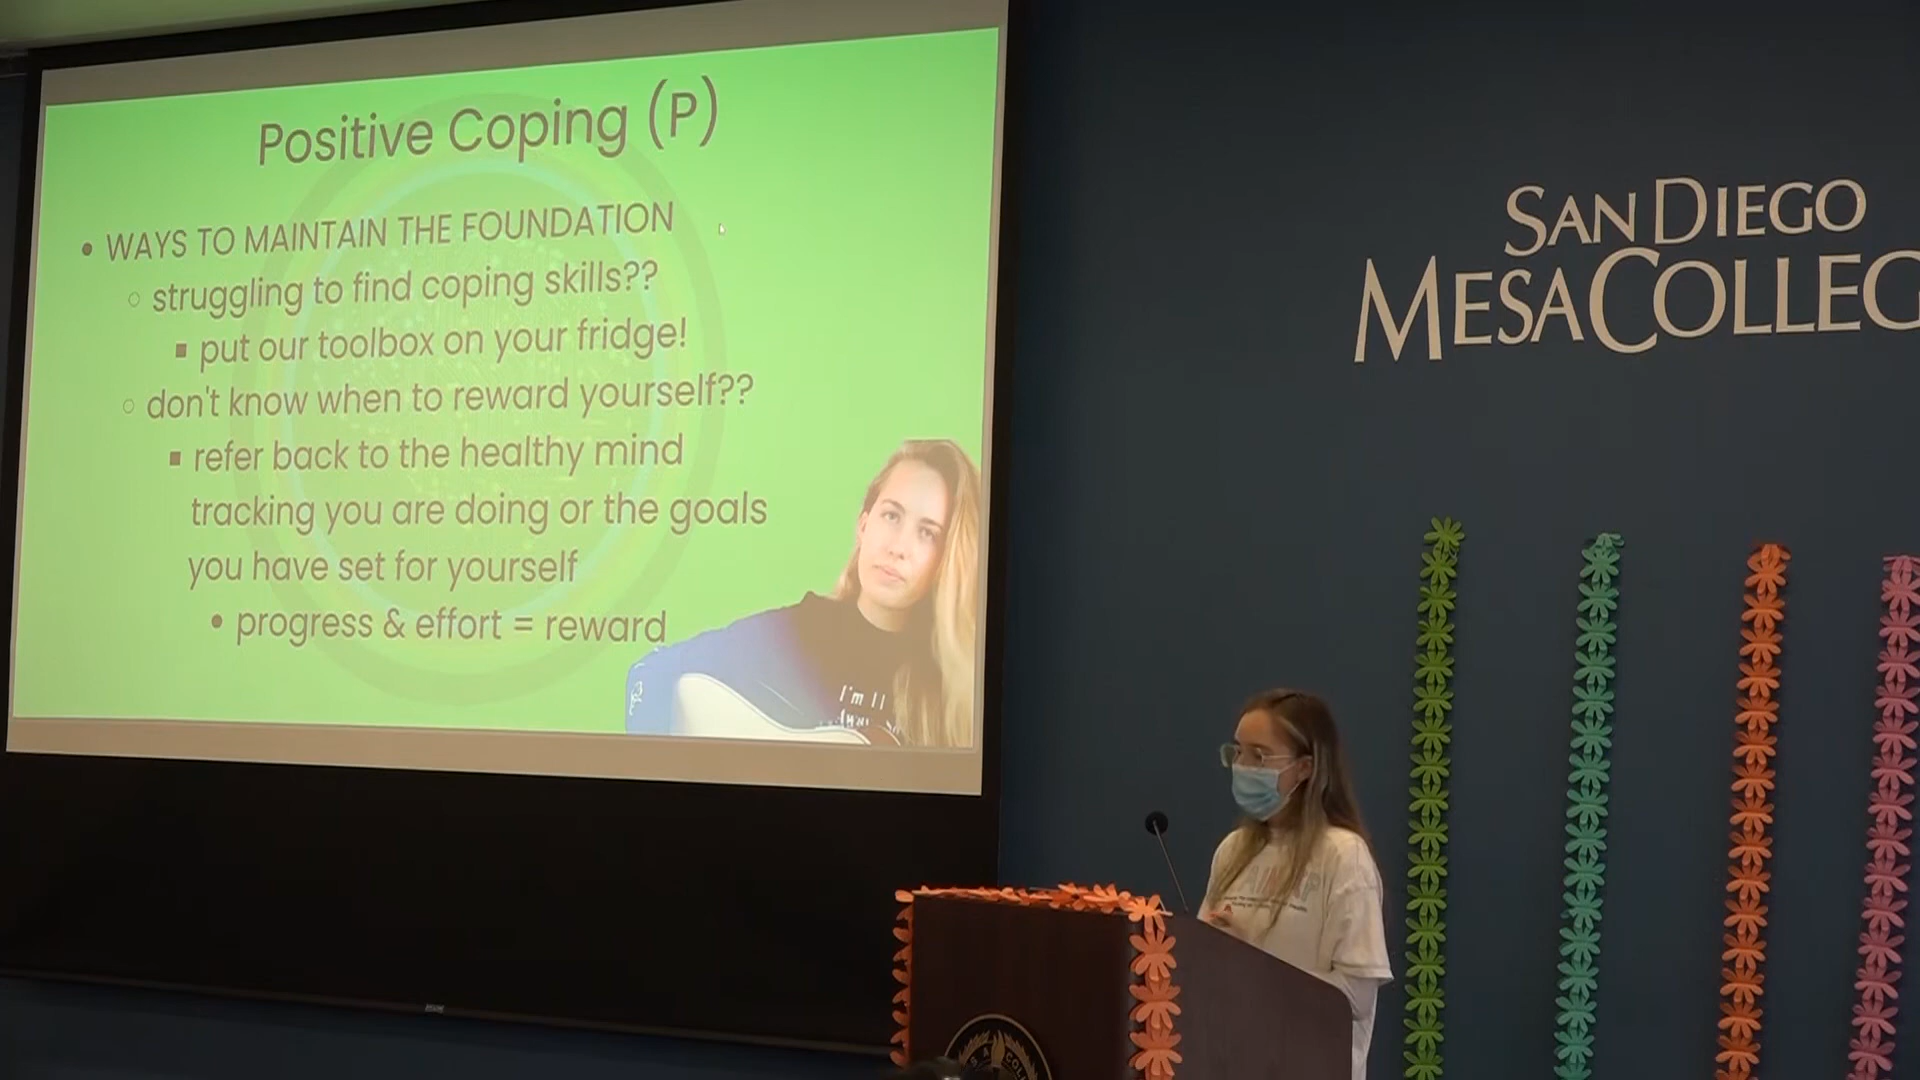 Positive Coping (P)
• WAYS TO MAINTAIN THE FOUNDATION
○ struggling to find coping skills??
▪ put our toolbox on your fridge!
○ don't know when to reward yourself??
▪ refer back to the healthy mind
tracking you are doing or the goals
you have set for yourself
• progress & effort = reward
I'm
SAN DIEGO
MESA COLLEG